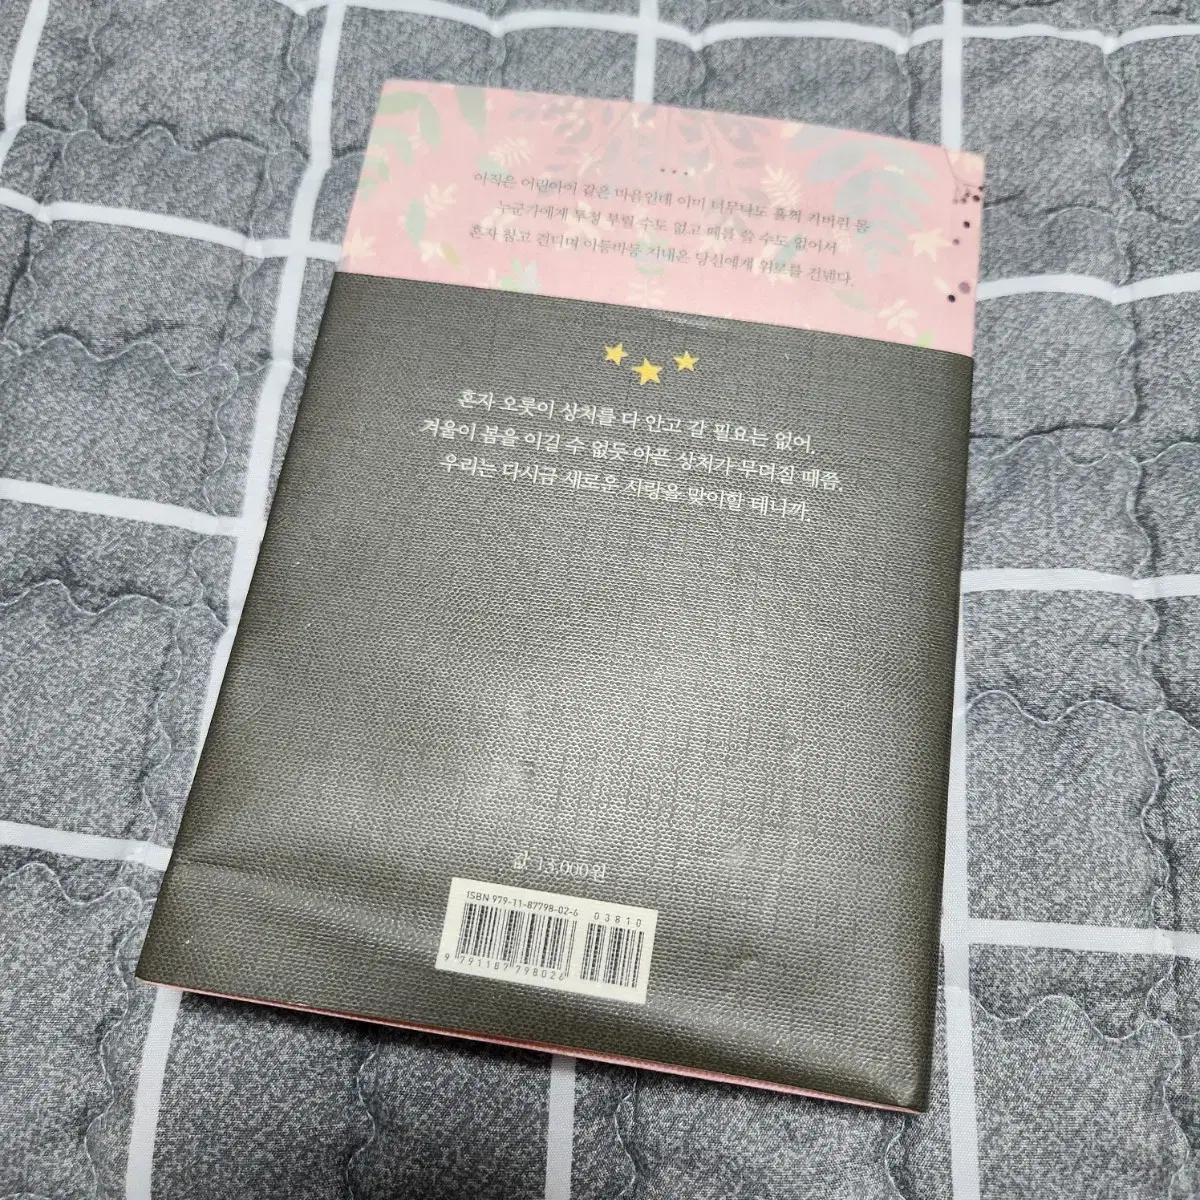 ...
아직은 어린아이 같은 마음인데 이미 너무나도 훌쩍 커버린 몸
누군가에게 투정 부릴 수도 없고 떼를 쓸 수도 없어서
혼자 참고 견디며 아등바등 지내온 당신에게 위로를 건넨다.
혼자 오롯이 상처를 다 안고 갈 필요는 없어.
겨울이 봄을 이길 수 없듯 아픈 상처가 무뎌질 때쯤,
우리는 다시금 새로운 사랑을 맞이할 테니까.
값 13,000원
ISBN 979-11-87798-02-6 03810
9 791187 798026